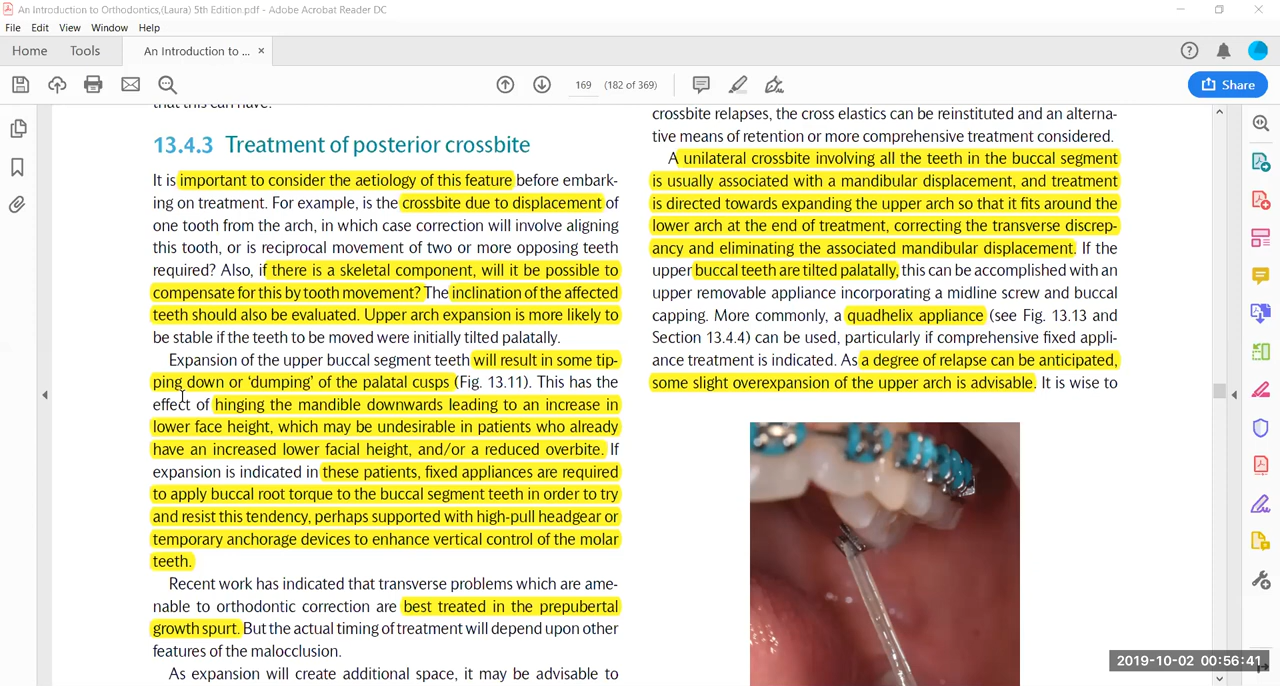 An Introduction to Orthodontics,(Laura) 5th Edition.pdf - Adobe Acrobat Reader DC
File Edit View Window Help
Home Tools An Introduction to ... ×
169 (182 of 369)
Share
that this can have.
13.4.3 Treatment of posterior crossbite
It is important to consider the aetiology of this feature before embark-
ing on treatment. For example, is the crossbite due to displacement of
one tooth from the arch, in which case correction will involve aligning
this tooth, or is reciprocal movement of two or more opposing teeth
required? Also, if there is a skeletal component, will it be possible to
compensate for this by tooth movement? The inclination of the affected
teeth should also be evaluated. Upper arch expansion is more likely to
be stable if the teeth to be moved were initially tilted palatally.
Expansion of the upper buccal segment teeth will result in some tip-
ping down or ‘dumping’ of the palatal cusps (Fig. 13.11). This has the
effect of hinging the mandible downwards leading to an increase in
lower face height, which may be undesirable in patients who already
have an increased lower facial height, and/or a reduced overbite. If
expansion is indicated in these patients, fixed appliances are required
to apply buccal root torque to the buccal segment teeth in order to try
and resist this tendency, perhaps supported with high-pull headgear or
temporary anchorage devices to enhance vertical control of the molar
teeth.
Recent work has indicated that transverse problems which are ame-
nable to orthodontic correction are best treated in the prepubertal
growth spurt. But the actual timing of treatment will depend upon other
features of the malocclusion.
As expansion will create additional space, it may be advisable to
crossbite relapses, the cross elastics can be reinstituted and an alterna-
tive means of retention or more comprehensive treatment considered.
A unilateral crossbite involving all the teeth in the buccal segment
is usually associated with a mandibular displacement, and treatment
is directed towards expanding the upper arch so that it fits around the
lower arch at the end of treatment, correcting the transverse discrep-
ancy and eliminating the associated mandibular displacement. If the
upper buccal teeth are tilted palatally, this can be accomplished with an
upper removable appliance incorporating a midline screw and buccal
capping. More commonly, a quadhelix appliance (see Fig. 13.13 and
Section 13.4.4) can be used, particularly if comprehensive fixed appli-
ance treatment is indicated. As a degree of relapse can be anticipated,
some slight overexpansion of the upper arch is advisable. It is wise to
2019-10-02 00:56:41